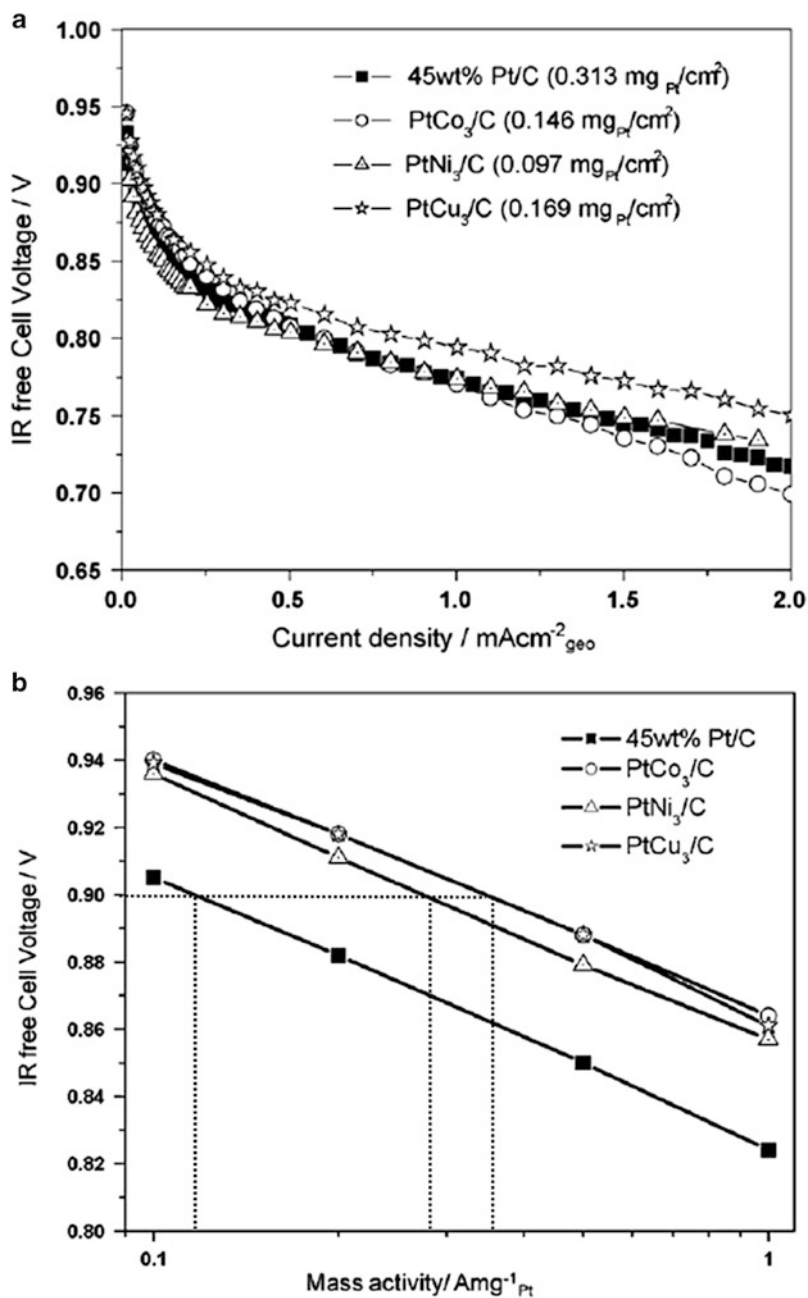 a
1.00
0.95
0.90
0.85
0.80
0.75
0.70
0.65
IR free Cell Voltage / V
45wt% Pt/C (0.313 mg Pt/cm²)
PtCo₃/C (0.146 mgPt/cm²)
PtNi₃/C (0.097 mgPt/cm²)
PtCu₃/C (0.169 mgPt/cm²)
0.0 0.5 1.0 1.5 2.0
Current density / mAcm⁻²geo
b
0.96
0.94
0.92
0.90
0.88
0.86
0.84
0.82
0.80
IR free Cell Voltage / V
45wt% Pt/C
PtCo₃/C
PtNi₃/C
PtCu₃/C
0.1 1
Mass activity/ Amg⁻¹Pt